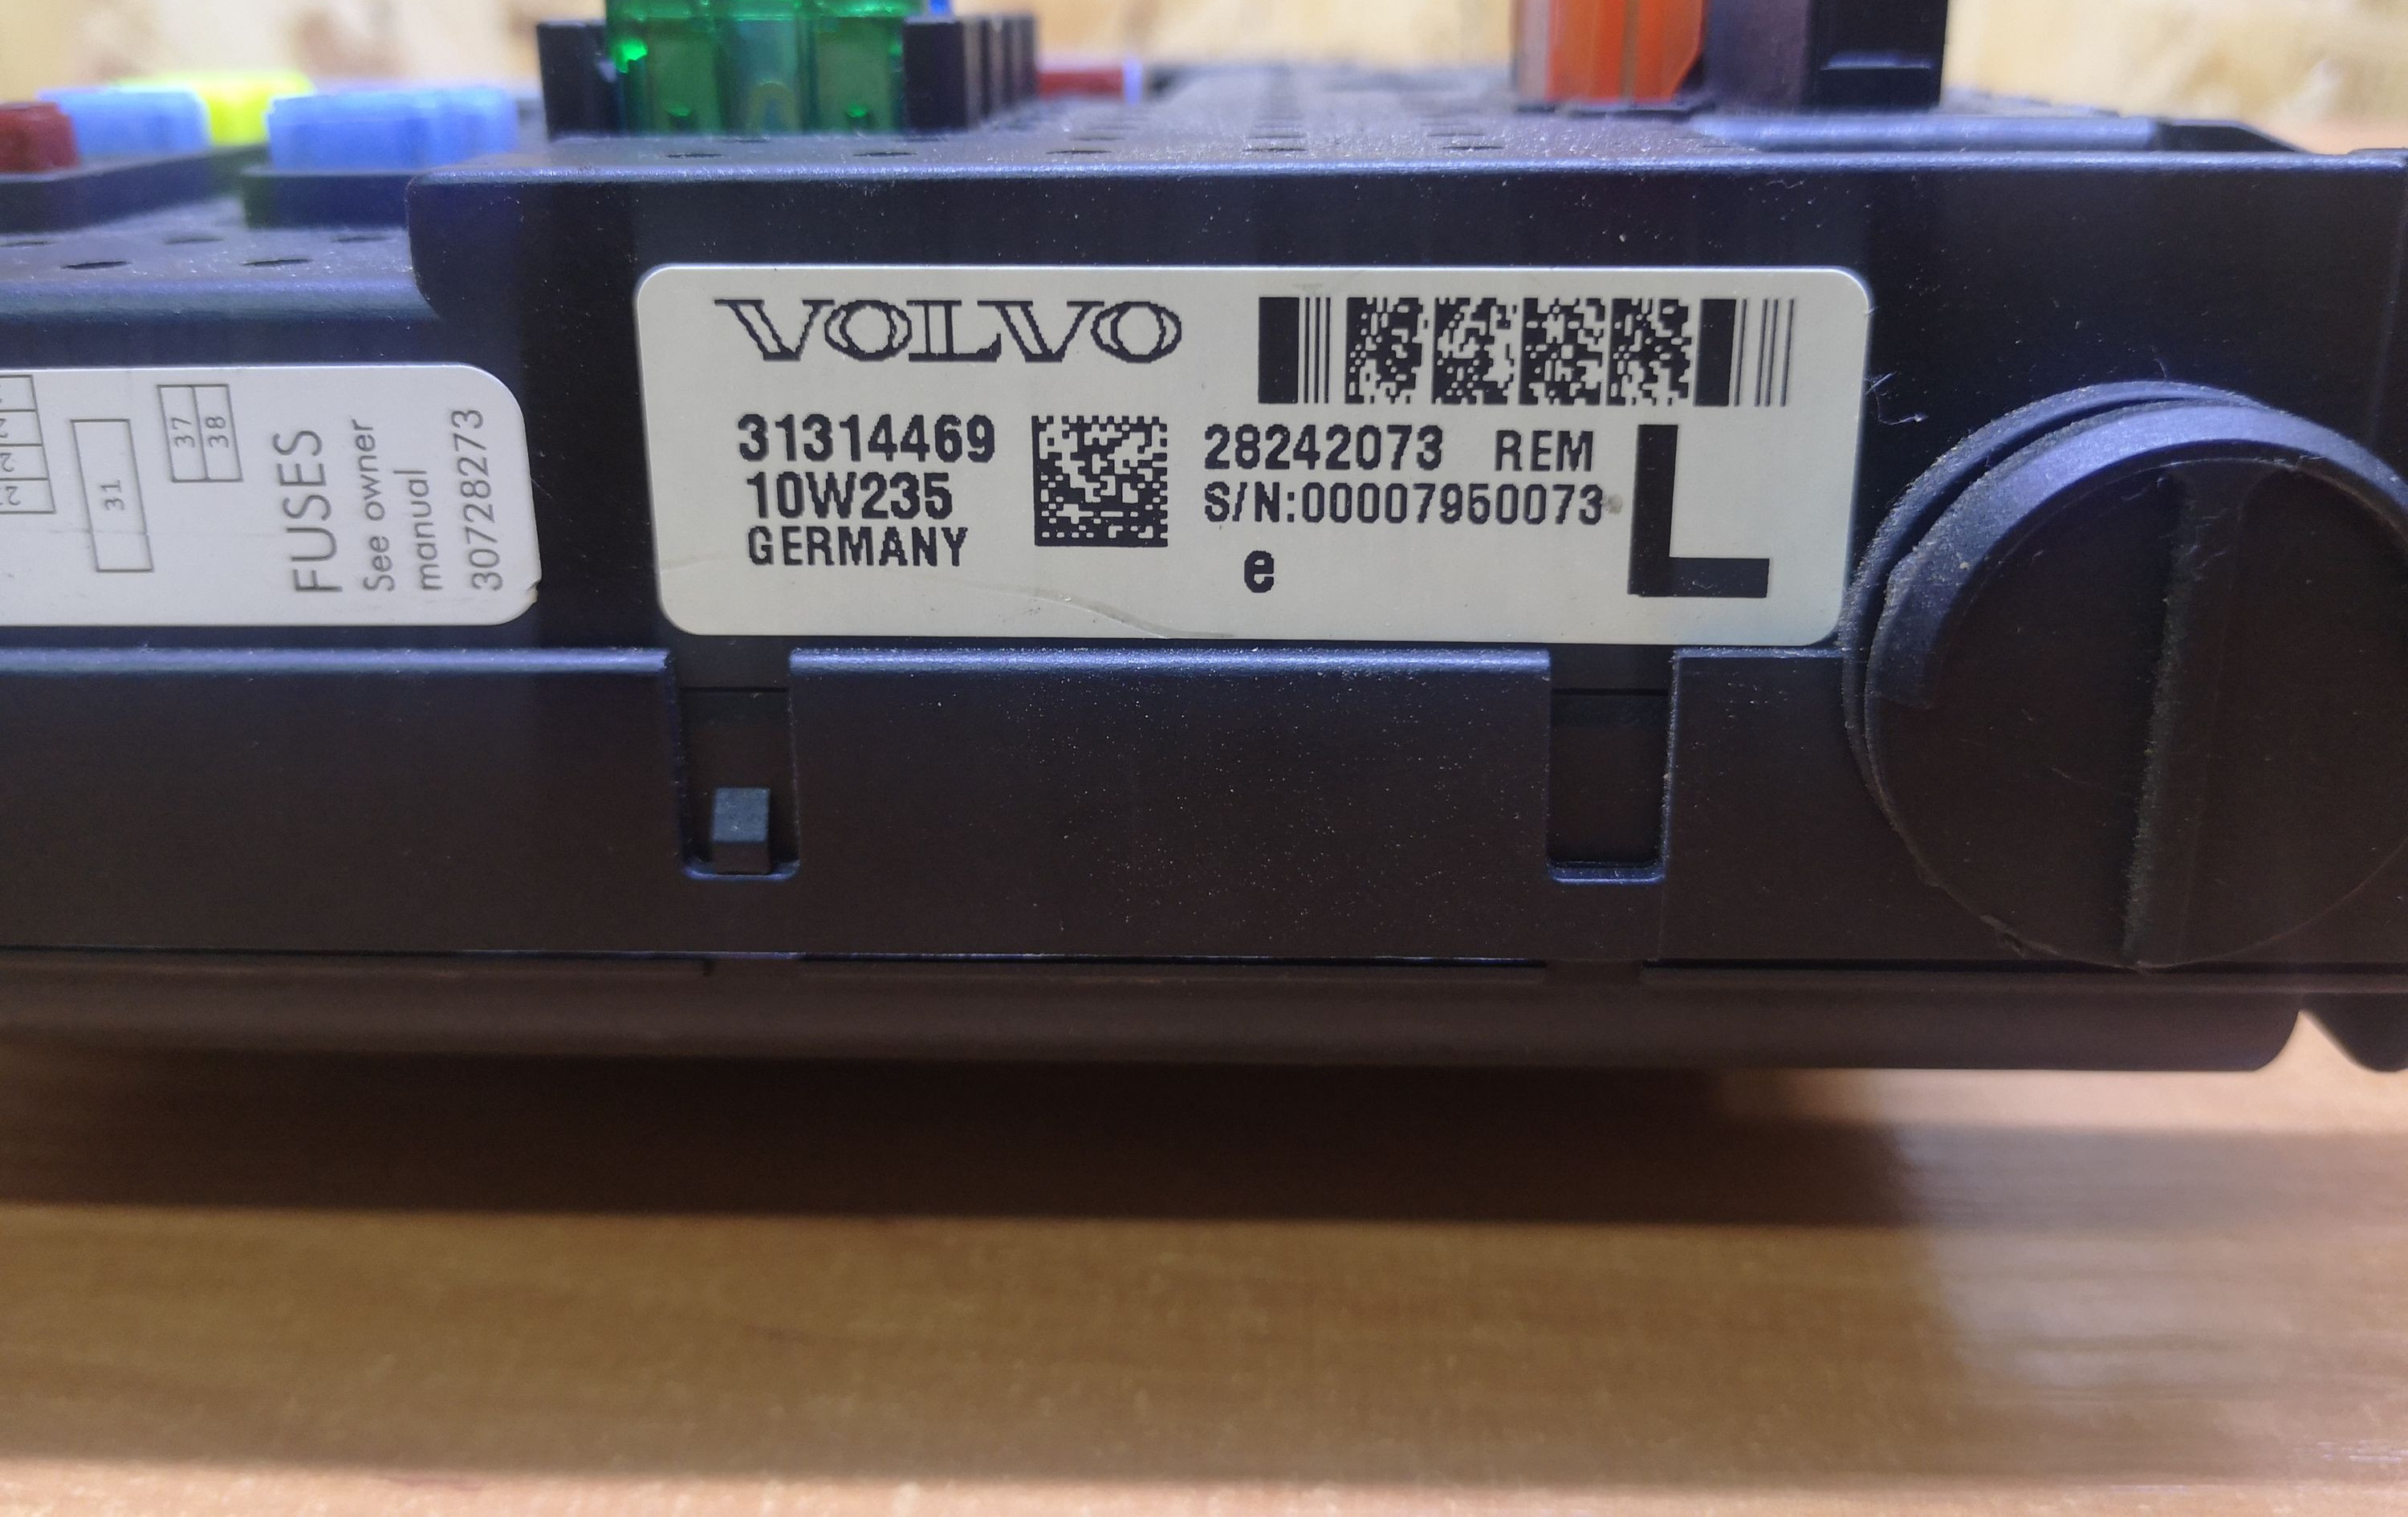 VOLVO
31314469
10W235
GERMANY
28242073 REM
S/N:00007950073
e
L
37
38
31
FUSES
See owner
manual
30728273